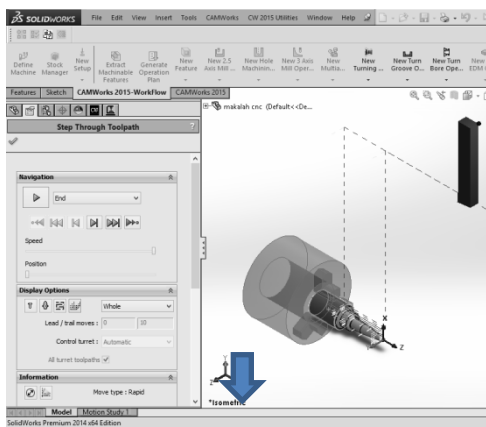 SOLIDWORKS File Edit View Insert Tools CAMWorks CW 2015 Utilities Window Help
Define Machine
Stock Manager
New Setup
Extract Machinable Features
Generate Operation Plan
New Feature
New 2.5 Axis Mill ...
New Hole Machinin...
New 3 Axis Mill Oper...
New Multia...
New Turning ...
New Turn Groove O...
New Turn Bore Ope...
New EDM
Features Sketch CAMWorks 2015-WorkFlow CAMWorks 2015
makalah cnc (Default<<De...
Step Through Toolpath ?
Navigation
End
Speed
Position
Display Options
Whole
Lead / trail moves : 0 10
Control turret : Automatic
All turret toolpaths
Information
Move type : Rapid
X
Z
Y
Z
*Isometric
Model Motion Study 1
SolidWorks Premium 2014 x64 Edition